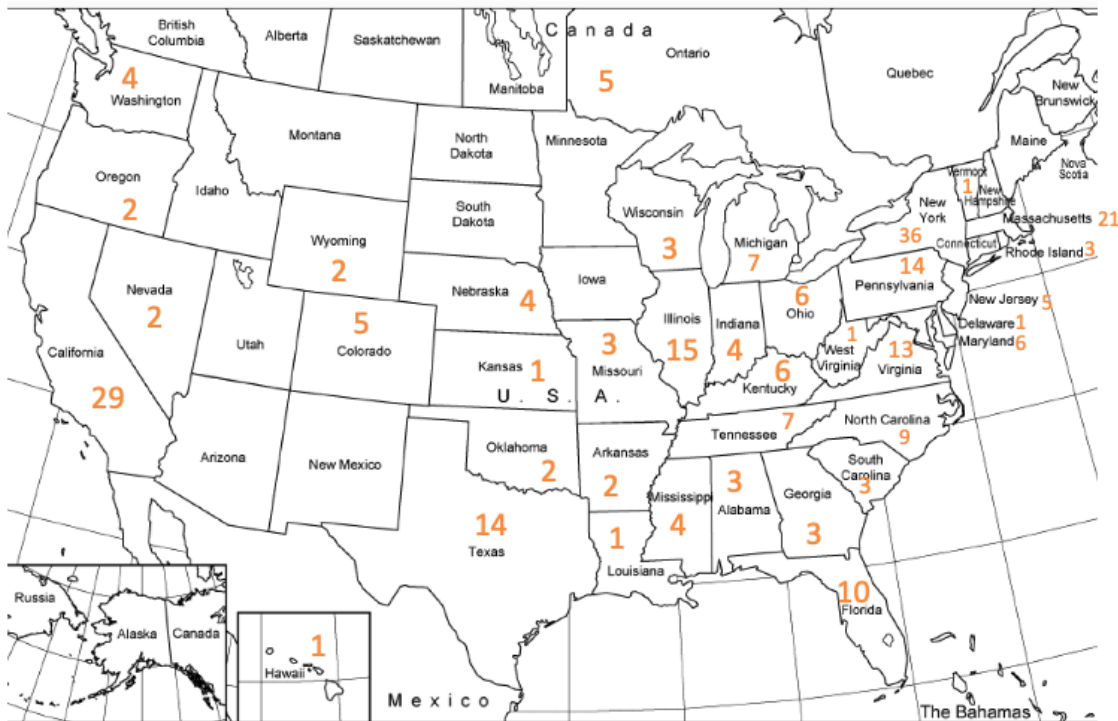 British
Columbia
Alberta
Saskatchewan
Manitoba
Canada
Ontario
5
Quebec
New
Brunswick
Nova
Scotia
Maine
4
Washington
Montana
North
Dakota
Minnesota
Oregon
2
Idaho
South
Dakota
Wisconsin
3
Michigan
7
Vermont
1
New
Hampshire
New
York
36
Massachusetts 21
Connecticut
Rhode Island 3
Wyoming
2
Nebraska
4
Iowa
Nevada
2
Utah
5
Colorado
Illinois
15
Indiana
4
6
Ohio
14
Pennsylvania
New Jersey 5
Delaware 1
Maryland 6
California
29
Kansas 1
3
Missouri
U.S.A.
6
Kentucky
1
West
Virginia
13
Virginia
Arizona
New Mexico
Oklahoma
2
Arkansas
2
7
Tennessee
North Carolina
9
South
Carolina
3
14
Texas
1
Louisiana
Mississippi
4
3
Alabama
Georgia
3
10
Florida
Russia
Alaska
Canada
1
Hawaii
Mexico
The Bahamas